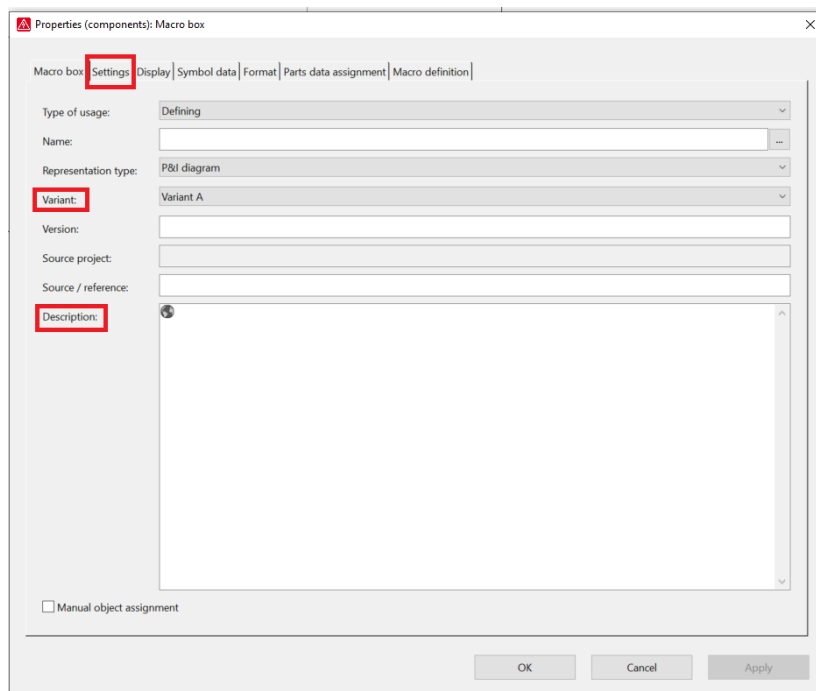 Properties (components): Macro box
Macro box Settings Display Symbol data Format Parts data assignment Macro definition
Type of usage: Defining
Name: ...
Representation type: P&I diagram
Variant: Variant A
Version:
Source project:
Source / reference:
Description:
Manual object assignment
OK Cancel Apply